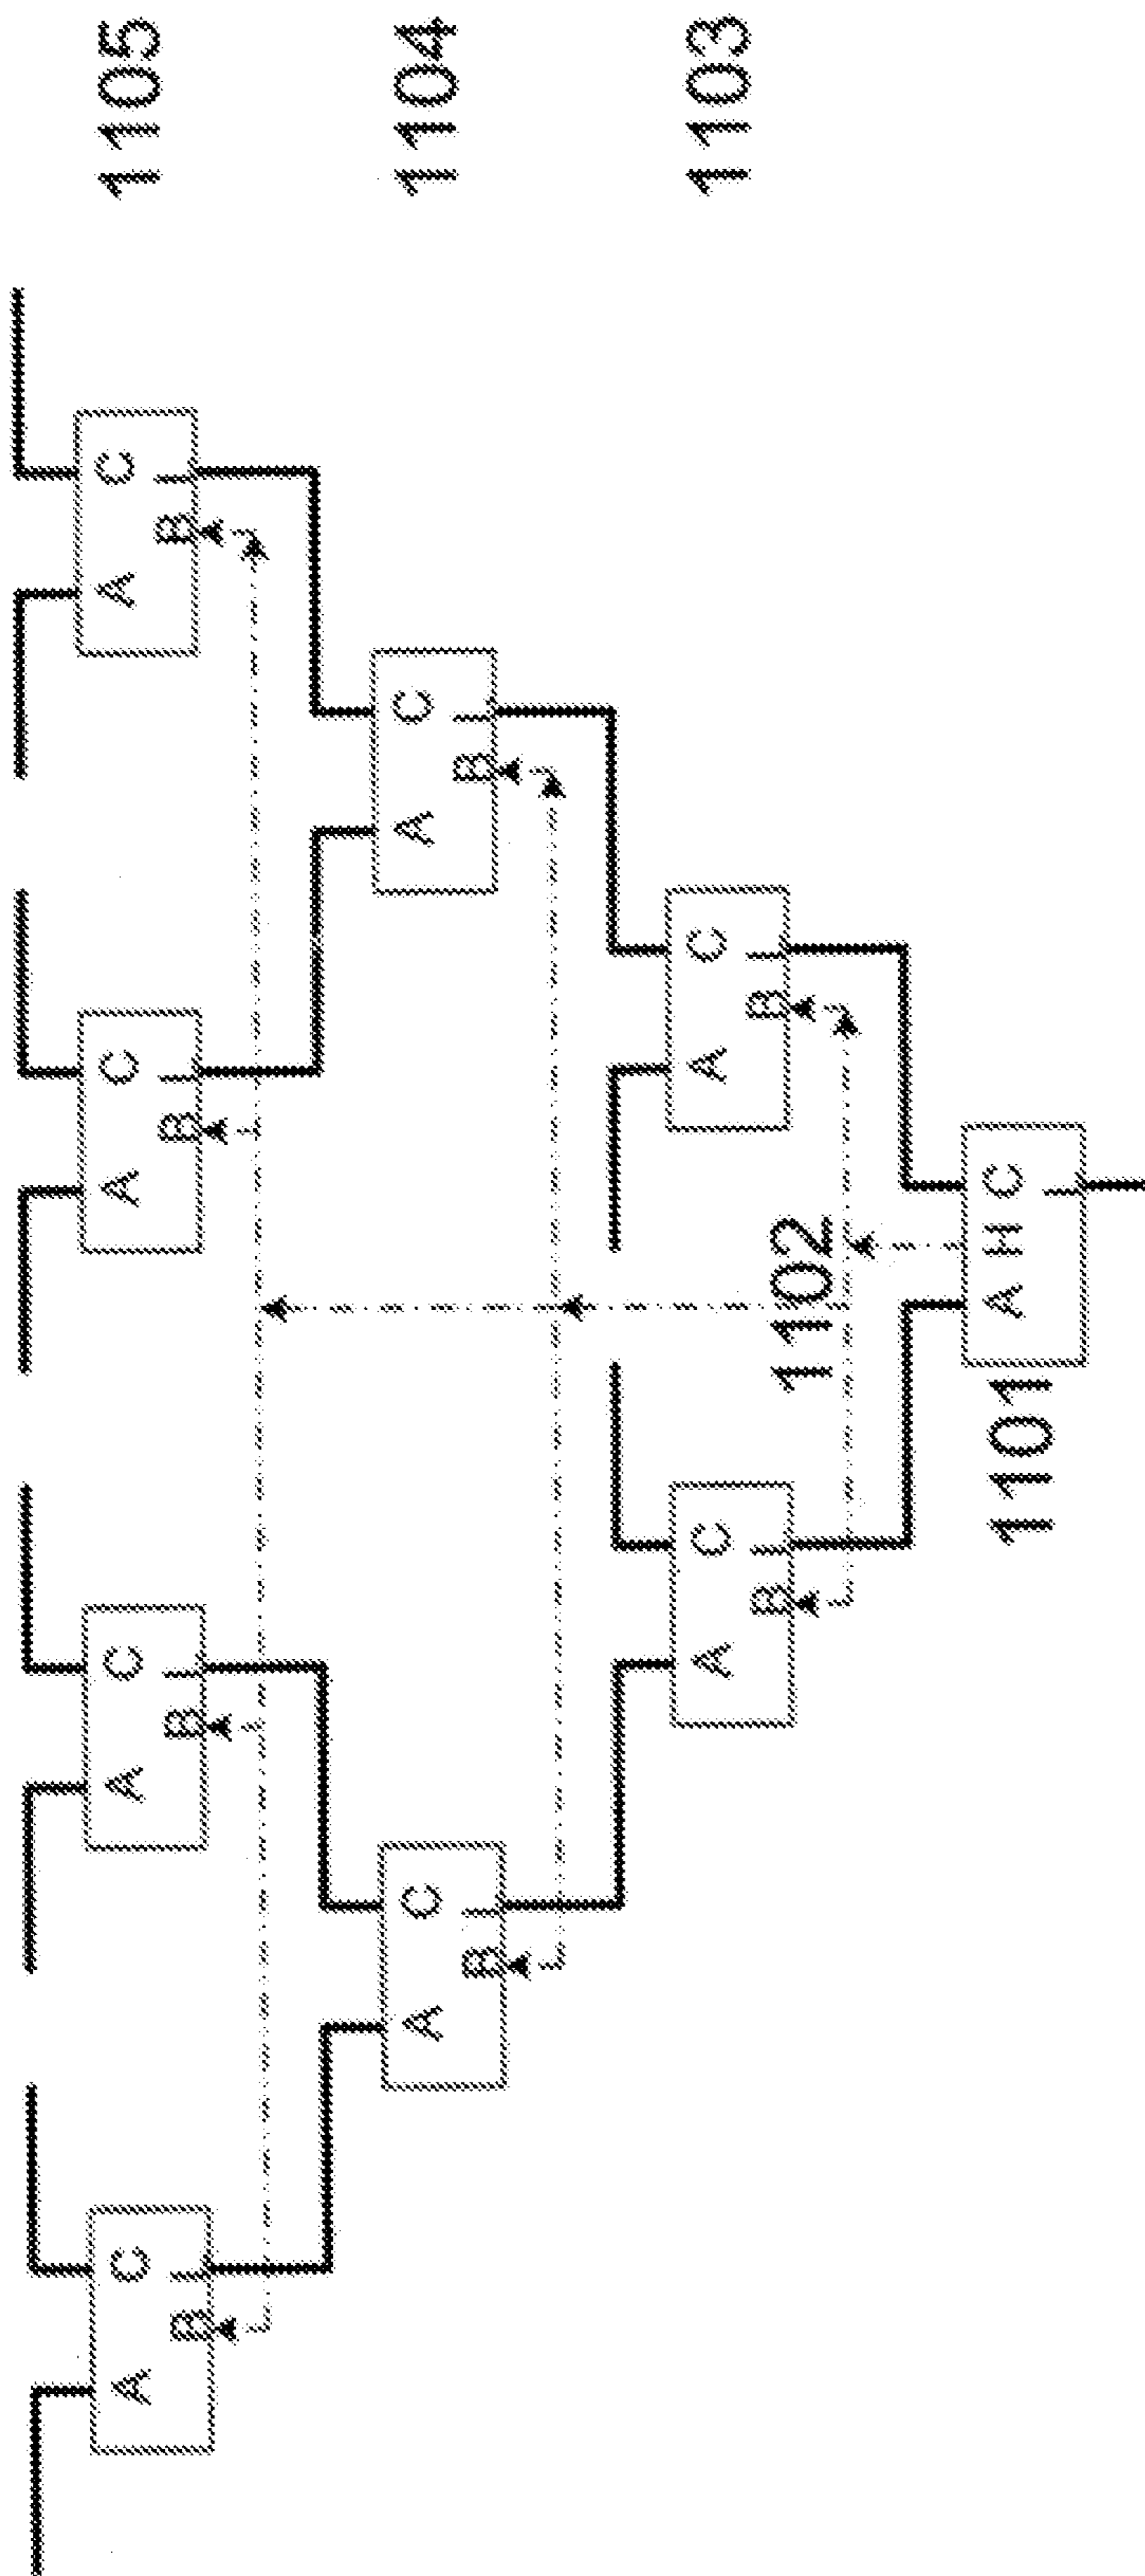 A C A C A C A C 1105
B I B I B I B I
A C A C 1104
B I B I
A C A C 1103
B I B I
1102
1101 A H C
I